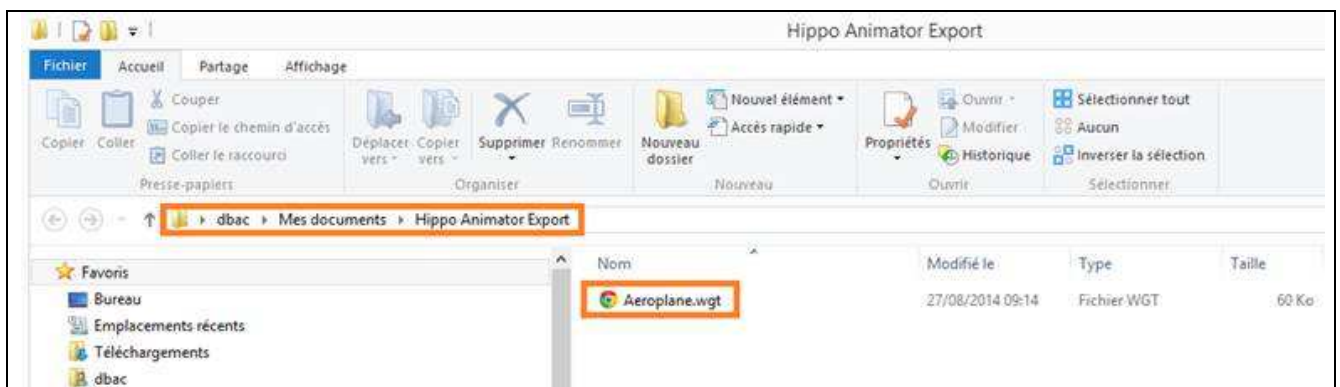 Hippo Animator Export
Fichier Accueil Partage Affichage
Copier Coller Couper Copier le chemin d'accès Coller le raccourci
Déplacer vers Copier vers Supprimer Renommer
Nouveau dossier Nouvel élément Accès rapide
Propriétés Ouvrir Modifier Historique
Sélectionner tout Aucun Inverser la sélection
Presse-papiers Organiser Nouveau Ouvrir Sélectionner
dbac Mes documents Hippo Animator Export
Nom Modifié le Type Taille
Favoris
Aeroplane.wgt 27/08/2014 09:14 Fichier WGT 60 Ko
Bureau
Emplacements récents
Téléchargements
dbac